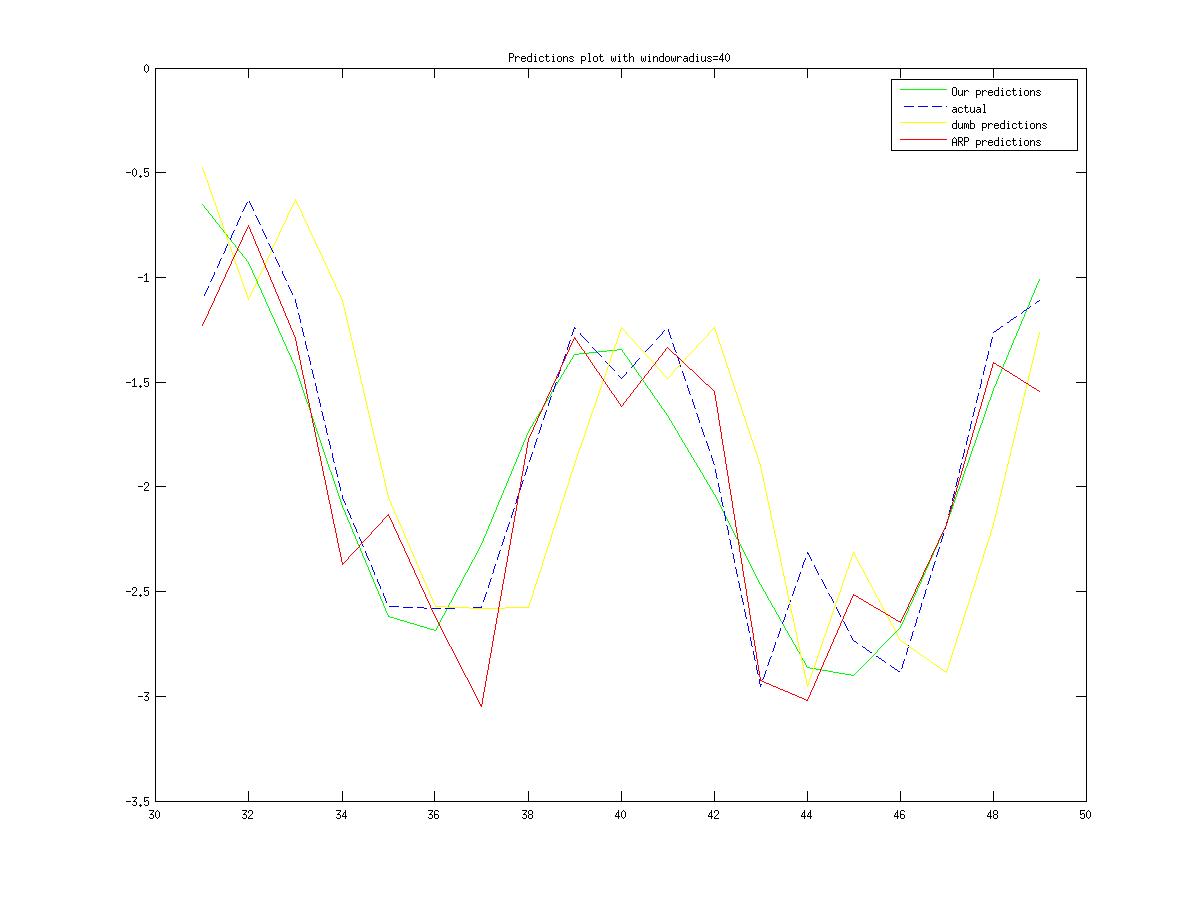 Predictions plot with windowradius=40
Our predictions
actual
dumb predictions
ARP predictions
0
-0.5
-1
-1.5
-2
-2.5
-3
-3.5
30 32 34 36 38 40 42 44 46 48 50